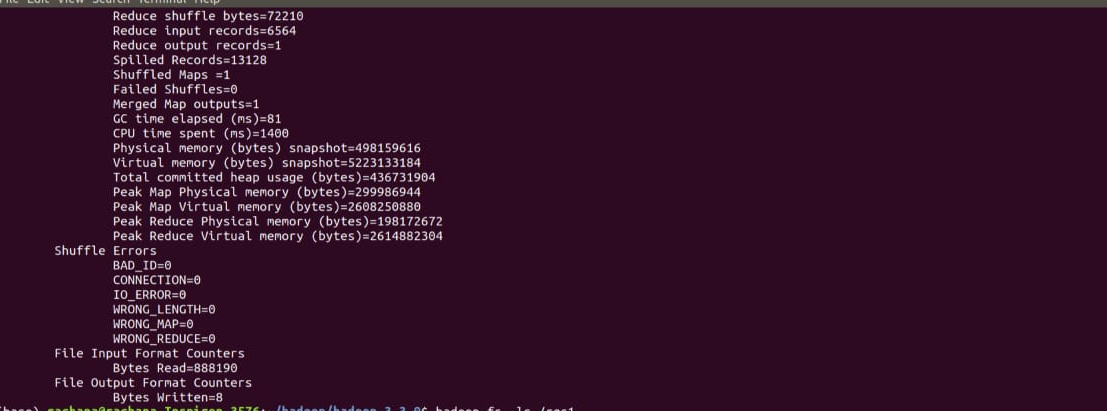 File Edit View Search Terminal Help
Reduce shuffle bytes=72210
Reduce input records=6564
Reduce output records=1
Spilled Records=13128
Shuffled Maps =1
Failed Shuffles=0
Merged Map outputs=1
GC time elapsed (ms)=81
CPU time spent (ms)=1400
Physical memory (bytes) snapshot=498159616
Virtual memory (bytes) snapshot=5223133184
Total committed heap usage (bytes)=436731904
Peak Map Physical memory (bytes)=299986944
Peak Map Virtual memory (bytes)=2608250880
Peak Reduce Physical memory (bytes)=198172672
Peak Reduce Virtual memory (bytes)=2614882304
Shuffle Errors
BAD_ID=0
CONNECTION=0
IO_ERROR=0
WRONG_LENGTH=0
WRONG_MAP=0
WRONG_REDUCE=0
File Input Format Counters
Bytes Read=888190
File Output Format Counters
Bytes Written=8
(base) hadoop fs -ls